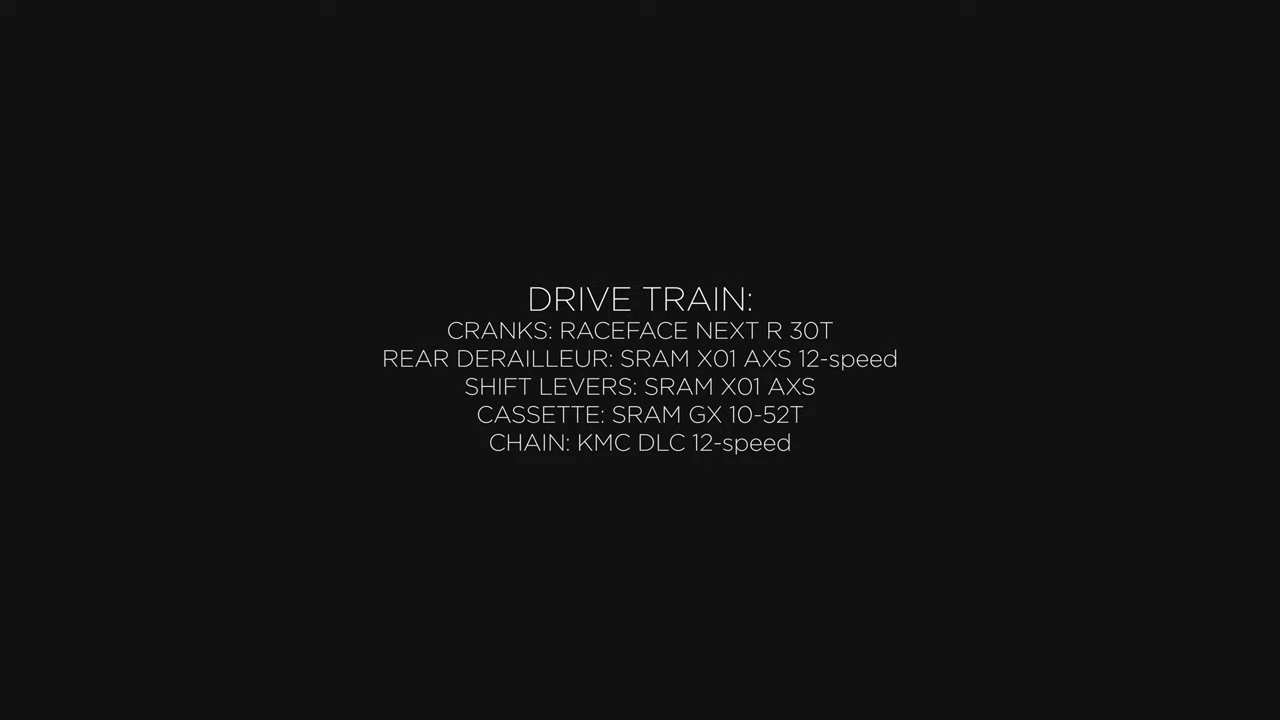 DRIVE TRAIN:
CRANKS: RACEFACE NEXT R 30T
REAR DERAILLEUR: SRAM X01 AXS 12-speed
SHIFT LEVERS: SRAM X01 AXS
CASSETTE: SRAM GX 10-52T
CHAIN: KMC DLC 12-speed